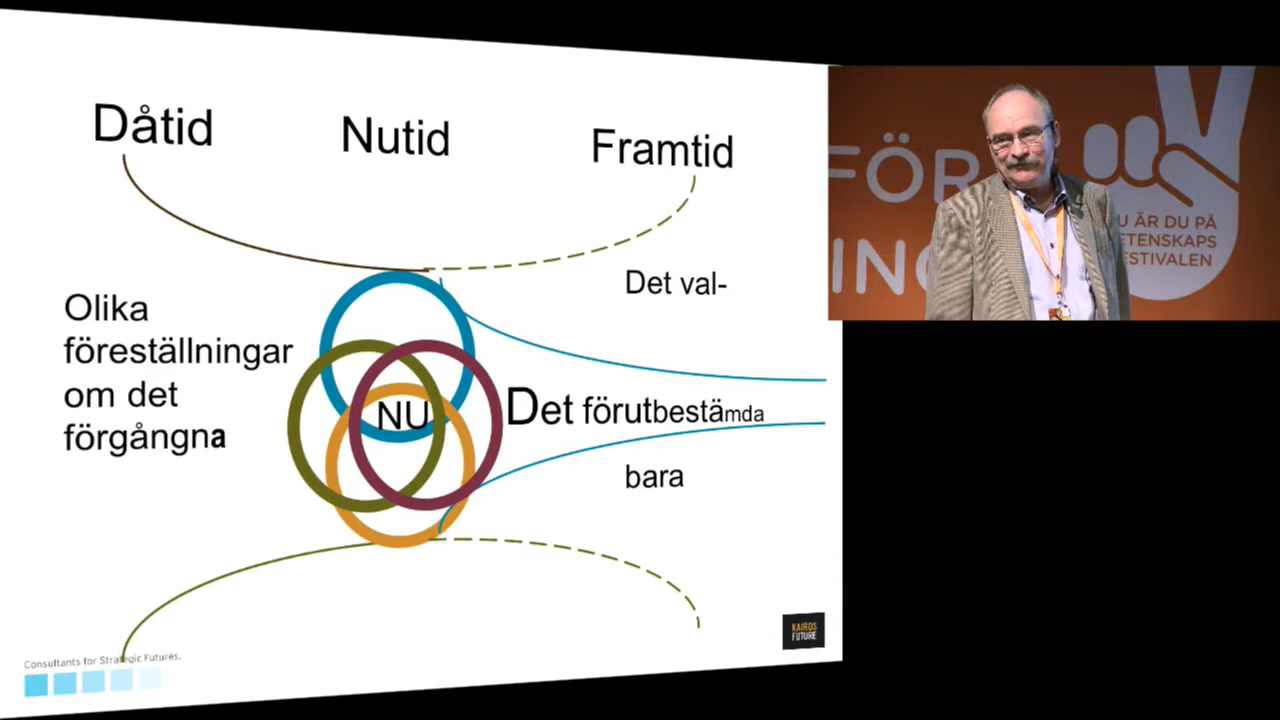 Dåtid
Nutid
Framtid
Olika
föreställningar
om det
förgångna
NU
Det val-
Det förutbestämda
bara
Consultants for Strategic Futures.
KAIROS
FUTURE
FÖR
ING
U ÄR DU PÅ
ETENSKAPS
ESTIVALEN